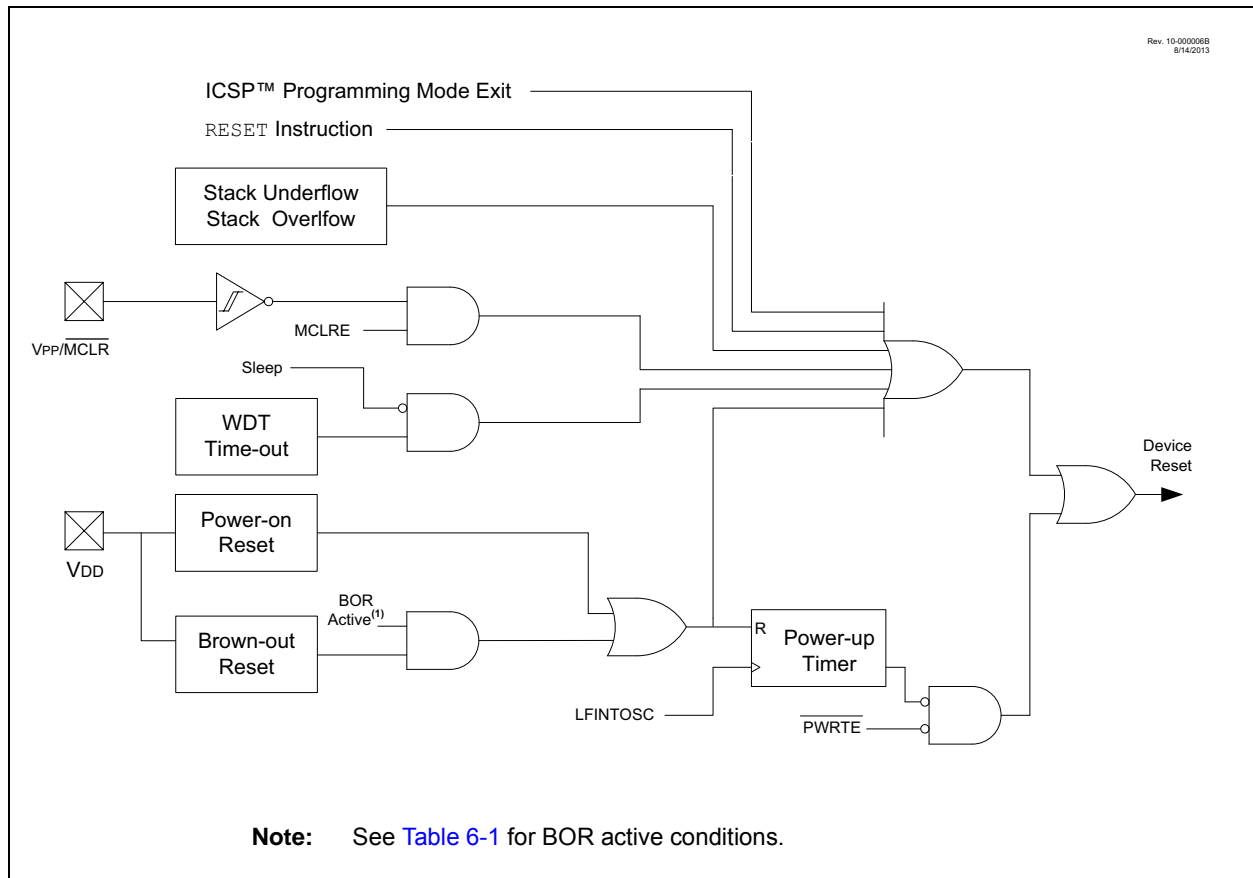 Rev. 10-000006B
8/14/2013
ICSP™ Programming Mode Exit
RESET Instruction
Stack Underflow
Stack Overlfow
VPP/MCLR
MCLRE
Sleep
WDT
Time-out
Device
Reset
VDD
Power-on
Reset
BOR
Active(1)
Brown-out
Reset
R
Power-up
Timer
LFINTOSC
PWRTE
Note: See Table 6-1 for BOR active conditions.